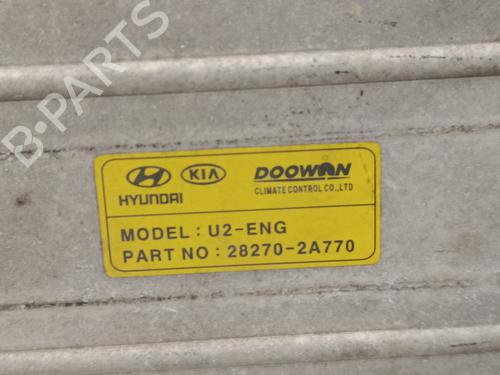 B-PARTS
HYUNDAI
KIA
DOOWON
CLIMATE CONTROL CO.,LTD
MODEL : U2-ENG
PART NO : 28270-2A770